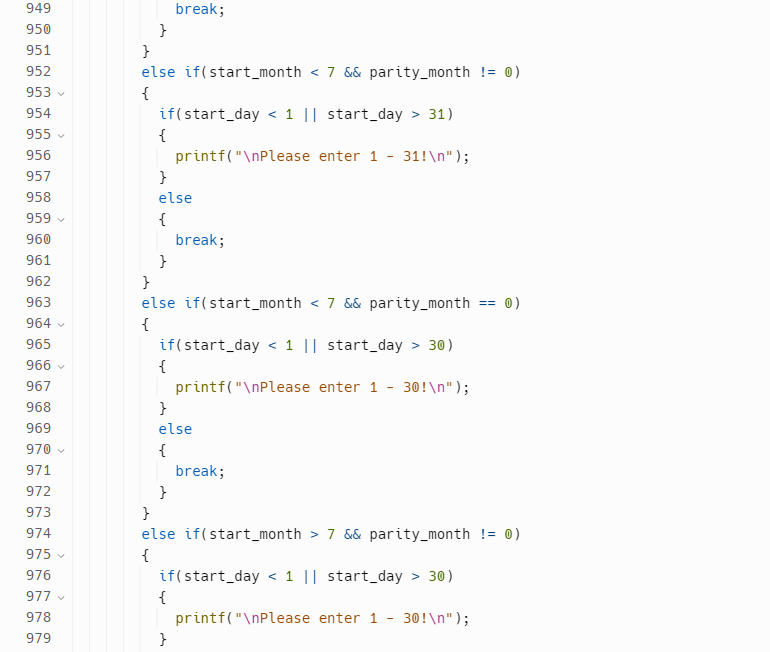 949 break;
950 }
951 }
952 else if(start_month < 7 && parity_month != 0)
953 {
954 if(start_day < 1 || start_day > 31)
955 {
956 printf("\nPlease enter 1 - 31!\n");
957 }
958 else
959 {
960 break;
961 }
962 }
963 else if(start_month < 7 && parity_month == 0)
964 {
965 if(start_day < 1 || start_day > 30)
966 {
967 printf("\nPlease enter 1 - 30!\n");
968 }
969 else
970 {
971 break;
972 }
973 }
974 else if(start_month > 7 && parity_month != 0)
975 {
976 if(start_day < 1 || start_day > 30)
977 {
978 printf("\nPlease enter 1 - 30!\n");
979 }